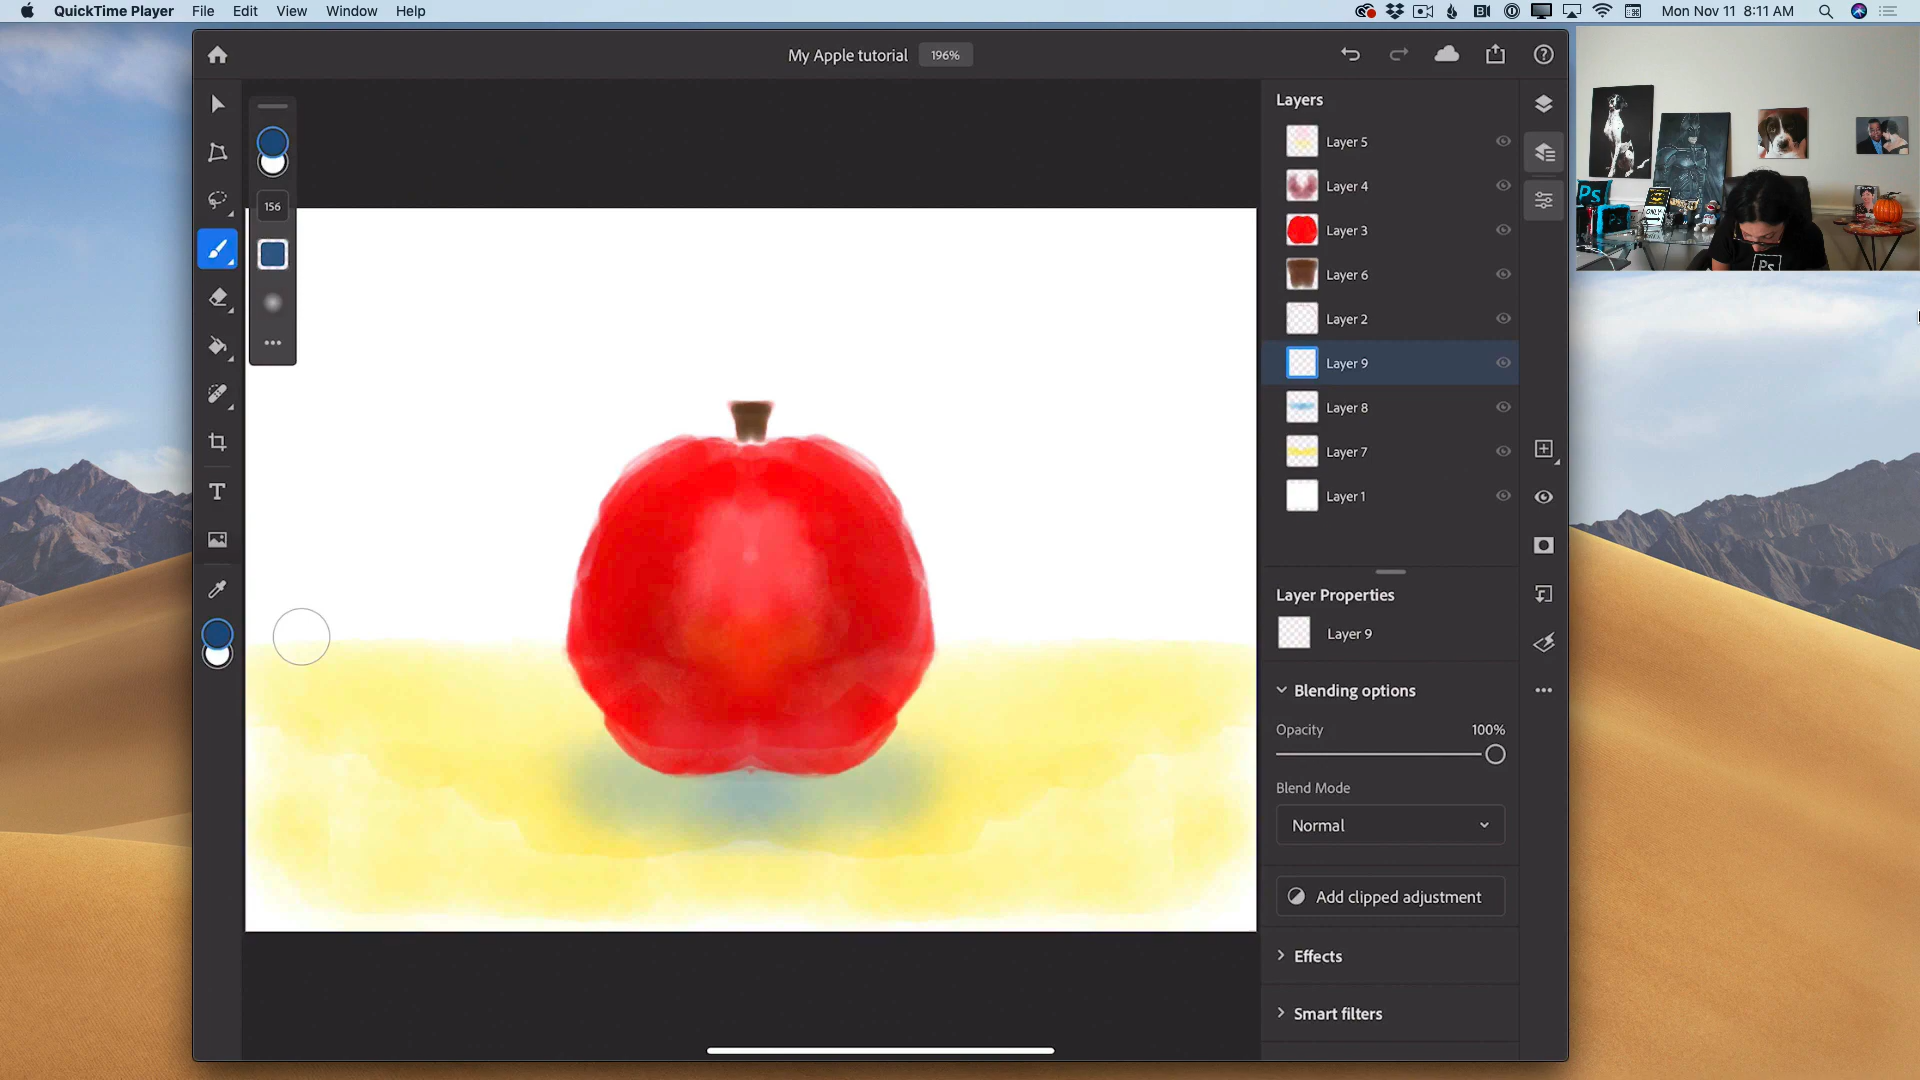 QuickTime Player File Edit View Window Help Mon Nov 11 8:11 AM
My Apple tutorial 196%
Layers
Layer 5
Layer 4
156
Layer 3
Layer 6
Layer 2
Layer 9
Layer 8
Layer 7
Layer 1
T
Layer Properties
Layer 9
Blending options
Opacity 100%
Blend Mode
Normal
Add clipped adjustment
Effects
Smart filters
Ps
ONLY
Ps